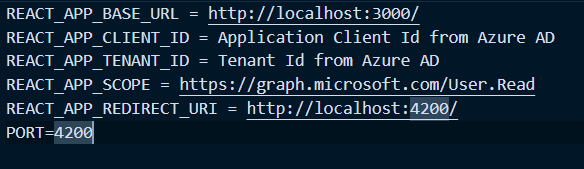 REACT_APP_BASE_URL = http://localhost:3000/
REACT_APP_CLIENT_ID = Application Client Id from Azure AD
REACT_APP_TENANT_ID = Tenant Id from Azure AD
REACT_APP_SCOPE = https://graph.microsoft.com/User.Read
REACT_APP_REDIRECT_URI = http://localhost:4200/
PORT=4200